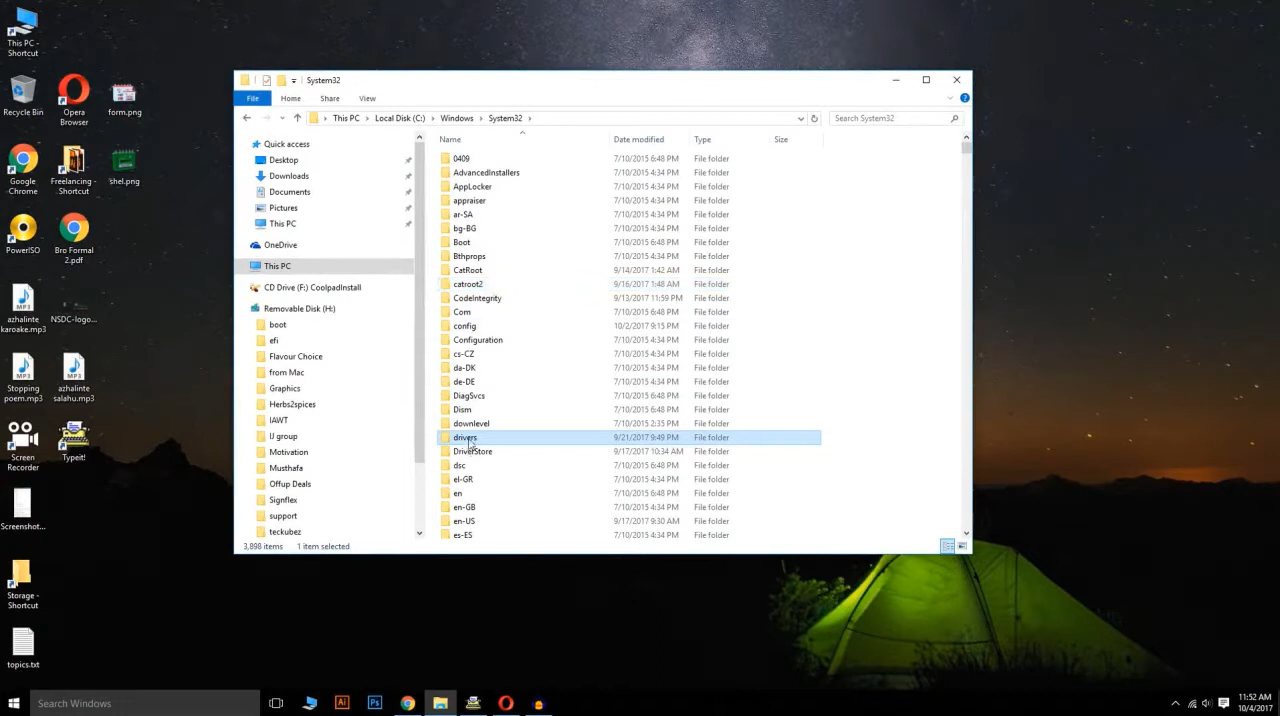 This PC - Shortcut
Recycle Bin
Opera Browser
form.png
Google Chrome
Freelancing - Shortcut
shel.png
PowerISO
Bro Formal 2.pdf
azhalinte karaoke.mp3
NSDC-logo...
Stopping poem.mp3
azhalinte salahu.mp3
Screen Recorder
Typeit!
Screenshot...
Storage - Shortcut
topics.txt
System32
File Home Share View
This PC Local Disk (C:) Windows System32
Search System32
Quick access
Desktop
Downloads
Documents
Pictures
This PC
OneDrive
This PC
CD Drive (F:) CoolpadInstall
Removable Disk (H:)
boot
efi
Flavour Choice
from Mac
Graphics
Herbs2spices
IAWT
IJ group
Motivation
Musthafa
Offup Deals
Signflex
support
teckubez
Name Date modified Type Size
0409 7/10/2015 6:48 PM File folder
AdvancedInstallers 7/10/2015 4:34 PM File folder
AppLocker 7/10/2015 4:34 PM File folder
appraiser 7/10/2015 4:34 PM File folder
ar-SA 7/10/2015 4:34 PM File folder
bg-BG 7/10/2015 4:34 PM File folder
Boot 7/10/2015 6:48 PM File folder
Bthprops 7/10/2015 4:34 PM File folder
CatRoot 9/14/2017 1:42 AM File folder
catroot2 9/16/2017 1:48 AM File folder
CodeIntegrity 9/13/2017 11:59 PM File folder
Com 7/10/2015 6:48 PM File folder
config 10/2/2017 9:15 PM File folder
Configuration 7/10/2015 4:34 PM File folder
cs-CZ 7/10/2015 4:34 PM File folder
da-DK 7/10/2015 4:34 PM File folder
de-DE 7/10/2015 4:34 PM File folder
DiagSvcs 7/10/2015 4:34 PM File folder
Dism 7/10/2015 6:48 PM File folder
downlevel 7/10/2015 2:35 PM File folder
drivers 9/21/2017 9:49 PM File folder
DriverStore 9/17/2017 10:34 AM File folder
dsc 7/10/2015 6:48 PM File folder
el-GR 7/10/2015 4:34 PM File folder
en 7/10/2015 6:48 PM File folder
en-GB 7/10/2015 4:34 PM File folder
en-US 9/17/2017 9:30 AM File folder
es-ES 7/10/2015 4:34 PM File folder
3,898 items 1 item selected
Search Windows
Ai
Ps
11:52 AM
10/4/2017